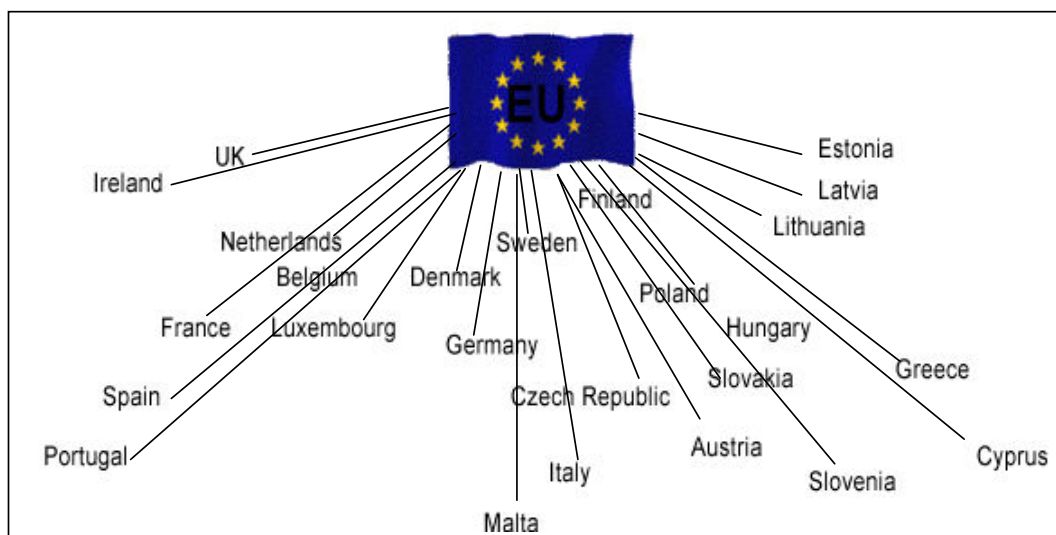 EU
UK
Estonia
Ireland
Latvia
Finland
Lithuania
Netherlands
Sweden
Belgium
Denmark
Poland
France
Luxembourg
Hungary
Germany
Greece
Slovakia
Spain
Czech Republic
Austria
Portugal
Cyprus
Italy
Slovenia
Malta